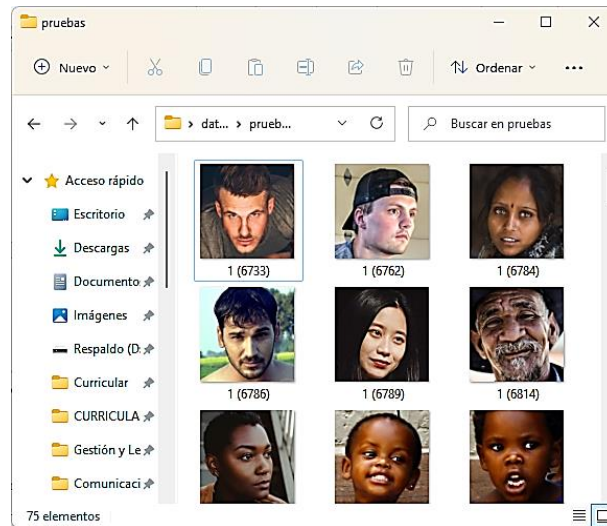 pruebas
Nuevo
Ordenar
dat... > prueb...
Buscar en pruebas
Acceso rápido
Escritorio
Descargas
Documento
Imágenes
Respaldo (D:
Curricular
CURRICULA
Gestión y Le
Comunicaci
1 (6733)
1 (6762)
1 (6784)
1 (6786)
1 (6789)
1 (6814)
75 elementos